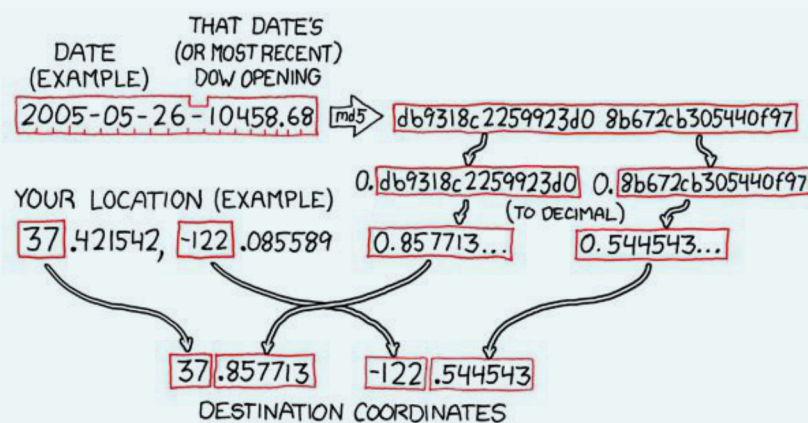 DATE
(EXAMPLE)
THAT DATE'S
(OR MOST RECENT)
DOW OPENING
2005-05-26-10458.68
md5
db9318c2259923d0 8b672cb305440f97
0.db9318c2259923d0
0.8b672cb305440f97
(TO DECIMAL)
YOUR LOCATION (EXAMPLE)
37.421542, -122.085589
0.857713...
0.544543...
37.857713
-122.544543
DESTINATION COORDINATES